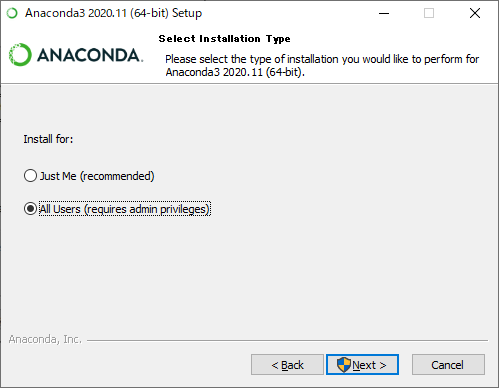 Anaconda3 2020.11 (64-bit) Setup
Select Installation Type
ANACONDA.
Please select the type of installation you would like to perform for
Anaconda3 2020.11 (64-bit).
Install for:
Just Me (recommended)
All Users (requires admin privileges)
Anaconda, Inc.
< Back
Next >
Cancel